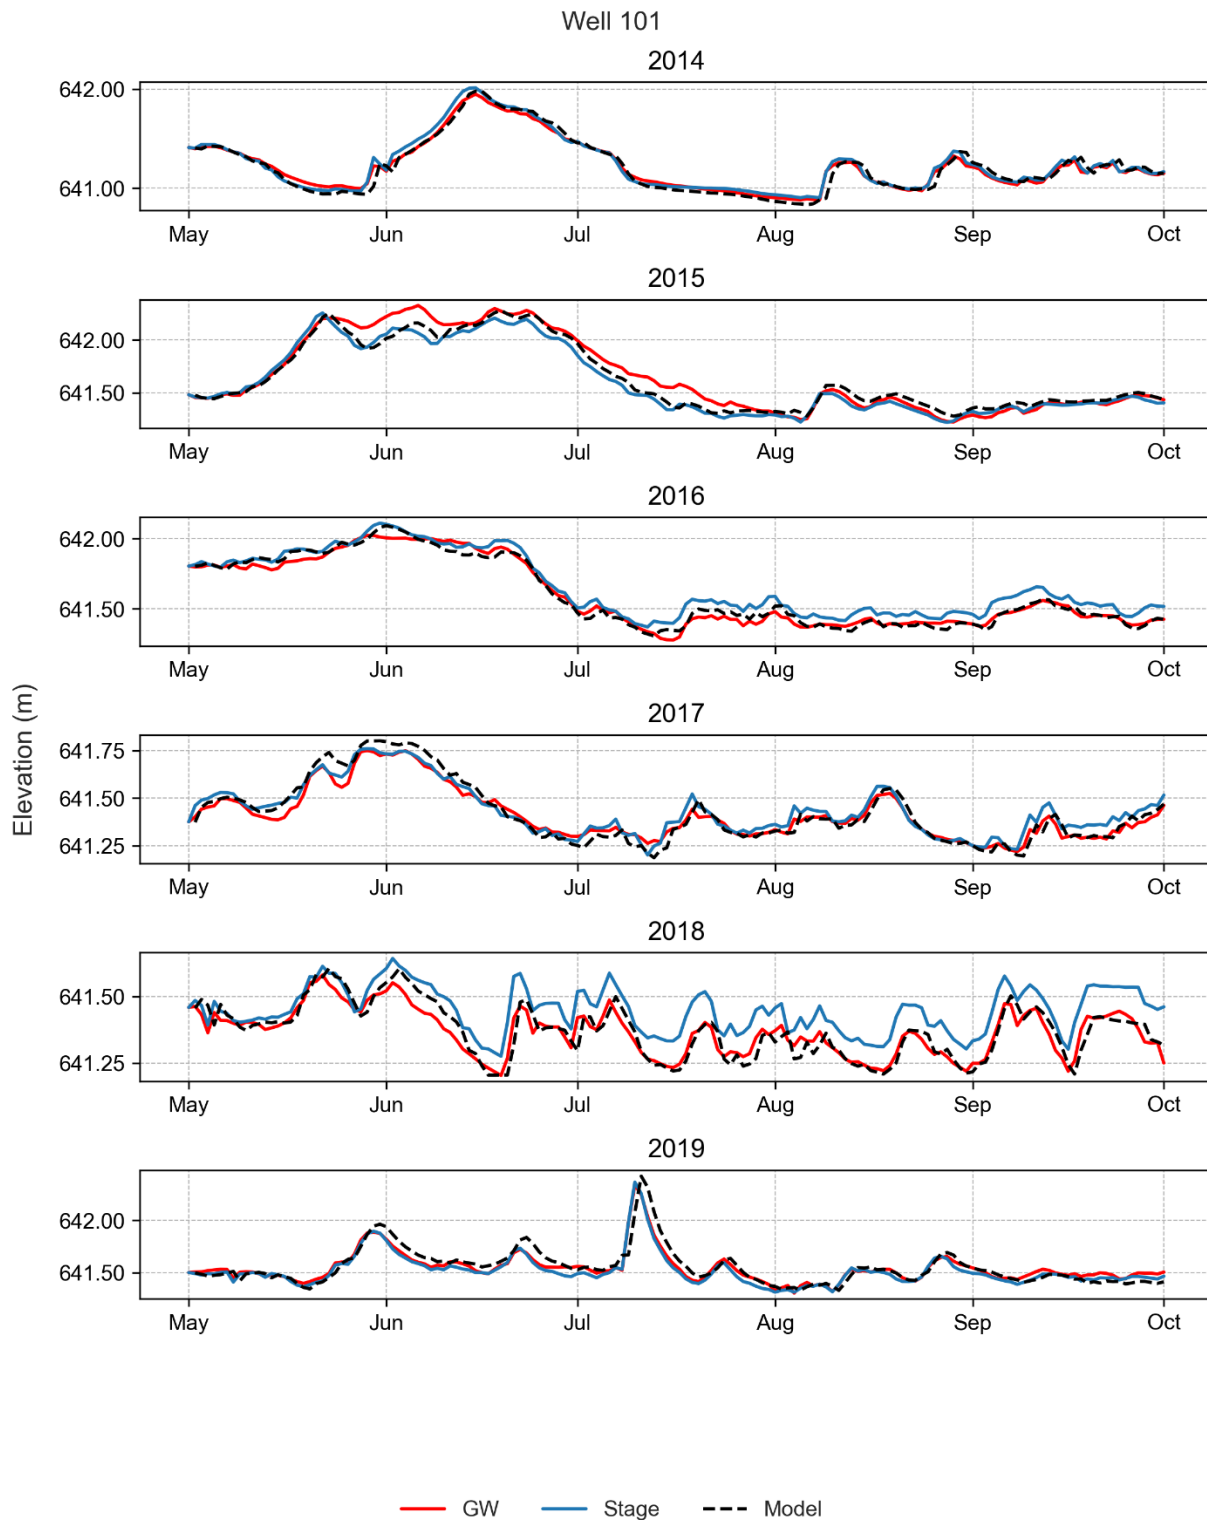 Well 101
2014
642.00
641.00
May Jun Jul Aug Sep Oct
2015
642.00
641.50
May Jun Jul Aug Sep Oct
2016
642.00
641.50
May Jun Jul Aug Sep Oct
Elevation (m)
2017
641.75
641.50
641.25
May Jun Jul Aug Sep Oct
2018
641.50
641.25
May Jun Jul Aug Sep Oct
2019
642.00
641.50
May Jun Jul Aug Sep Oct
GW Stage Model